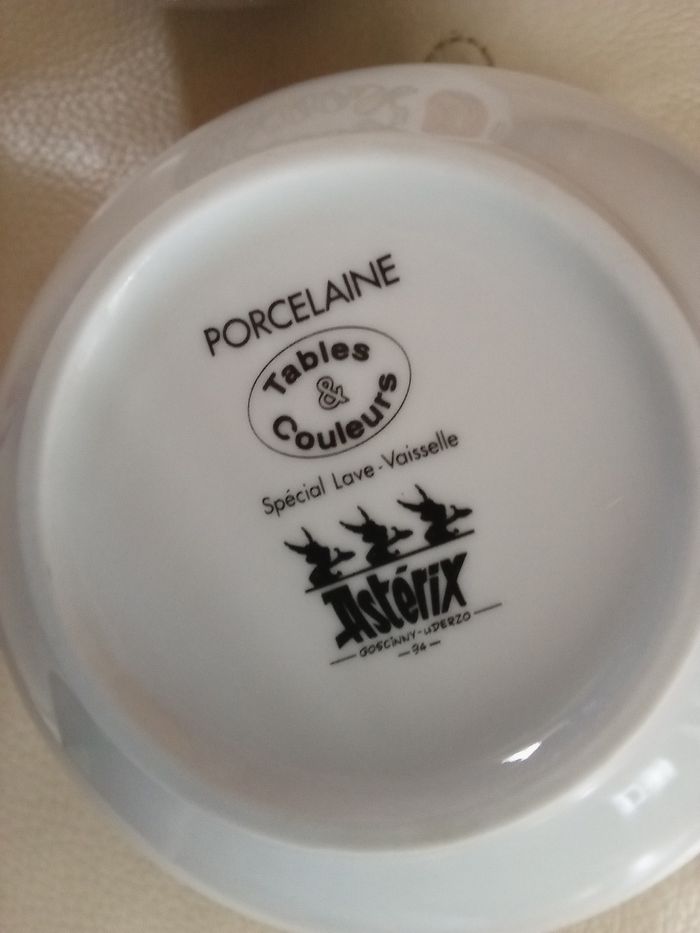 PORCELAINE
Tables
&
Couleurs
Spécial Lave-Vaisselle
Astérix
GOSCINNY-UDERZO
94